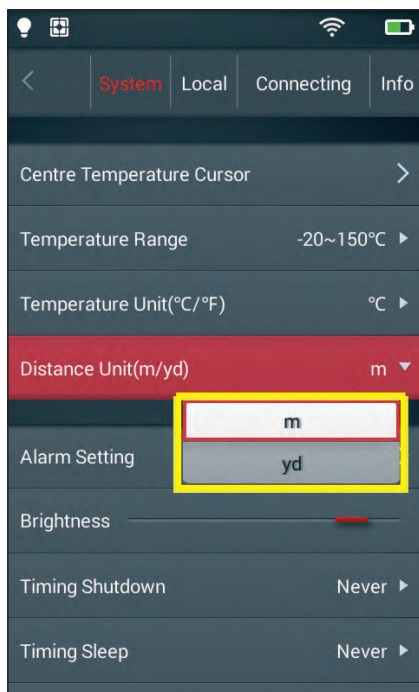 System Local Connecting Info
Centre Temperature Cursor
Temperature Range -20~150℃
Temperature Unit(℃/℉) ℃
Distance Unit(m/yd) m
m
Alarm Setting yd
Brightness
Timing Shutdown Never
Timing Sleep Never